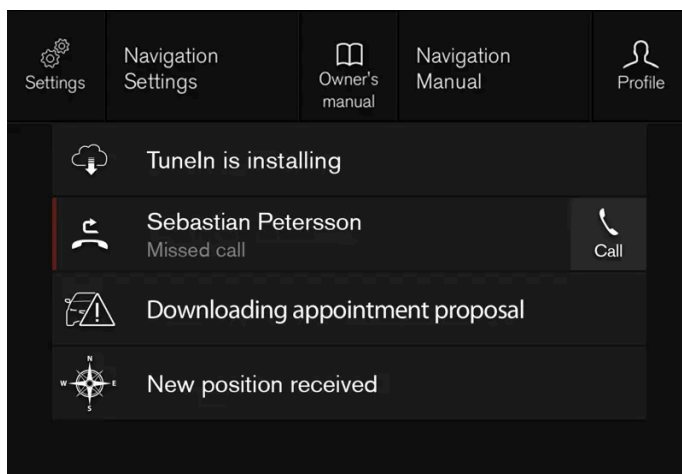 Settings
Navigation
Settings
Owner's
manual
Navigation
Manual
Profile
TuneIn is installing
Sebastian Petersson
Missed call
Call
Downloading appointment proposal
N
W E
S
New position received